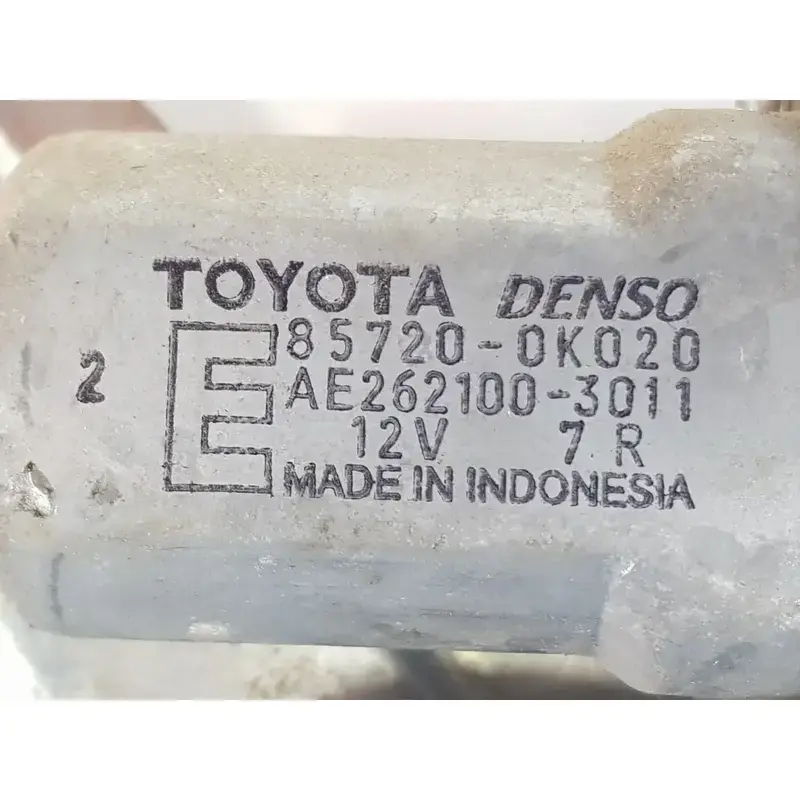 TOYOTA DENSO
85720-0K020
2 E AE262100-3011
12V 7 R
MADE IN INDONESIA